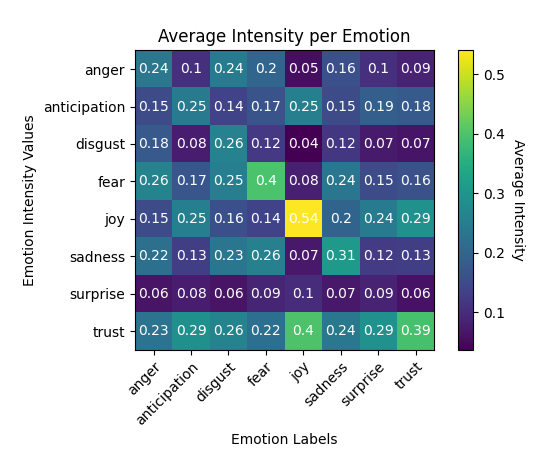 Average Intensity per Emotion
anger 0.24 0.1 0.24 0.2 0.05 0.16 0.1 0.09
anticipation 0.15 0.25 0.14 0.17 0.25 0.15 0.19 0.18
disgust 0.18 0.08 0.26 0.12 0.04 0.12 0.07 0.07
fear 0.26 0.17 0.25 0.4 0.08 0.24 0.15 0.16
joy 0.15 0.25 0.16 0.14 0.54 0.2 0.24 0.29
sadness 0.22 0.13 0.23 0.26 0.07 0.31 0.12 0.13
surprise 0.06 0.08 0.06 0.09 0.1 0.07 0.09 0.06
trust 0.23 0.29 0.26 0.22 0.4 0.24 0.29 0.39
anger anticipation disgust fear joy sadness surprise trust
Emotion Labels
Emotion Intensity Values
0.5
0.4
0.3
0.2
0.1
Average Intensity